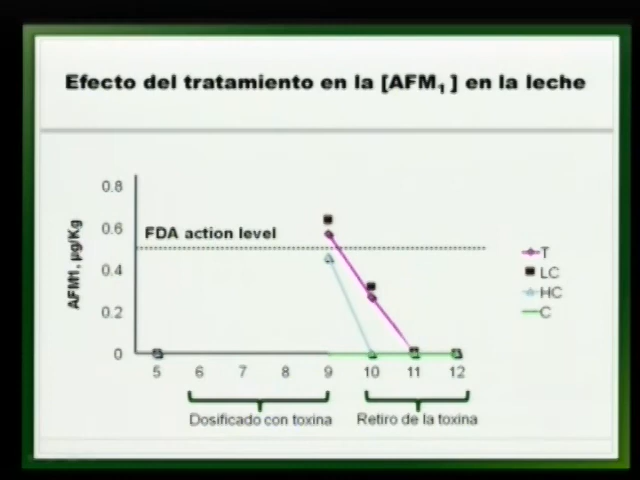 Efecto del tratamiento en la [AFM1] en la leche
0.8
0.6
0.4
0.2
0
AFM1, µg/Kg
FDA action level
T
LC
HC
C
5 6 7 8 9 10 11 12
Dosificado con toxina Retiro de la toxina